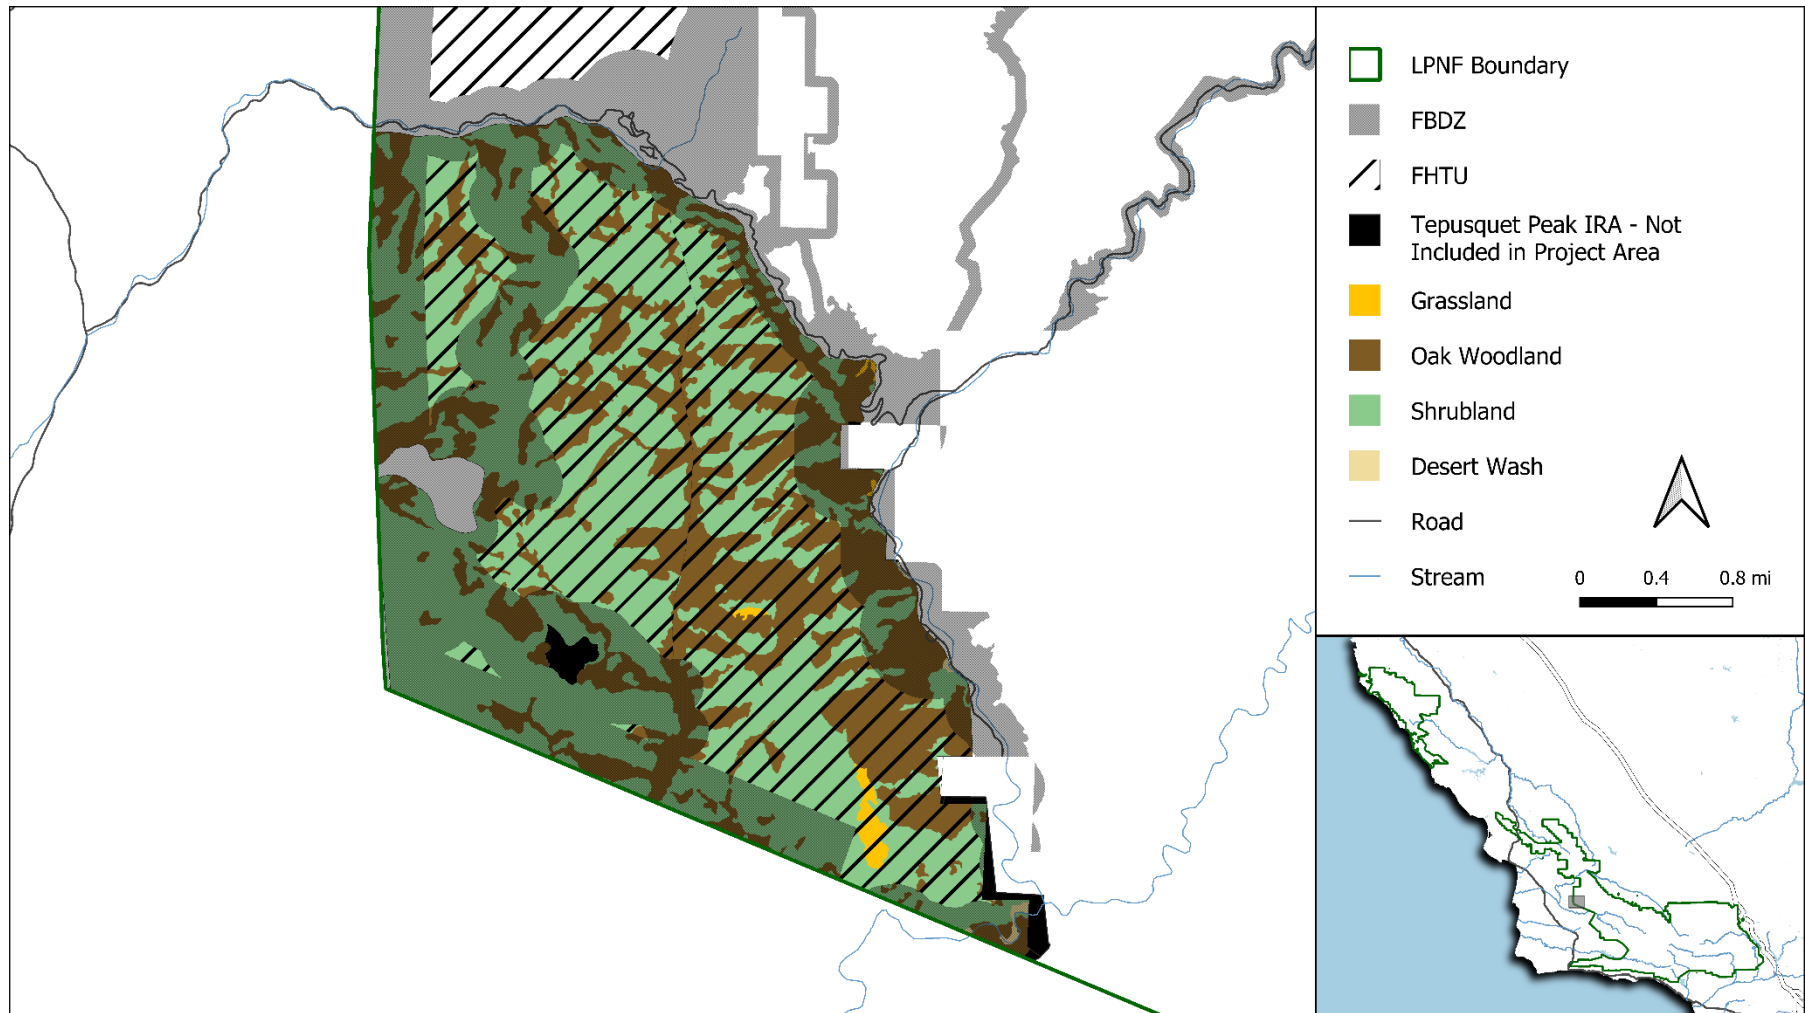 LPNF Boundary
FBDZ
FHTU
Tepusquet Peak IRA - Not
Included in Project Area
Grassland
Oak Woodland
Shrubland
Desert Wash
Road
Stream
0 0.4 0.8 mi